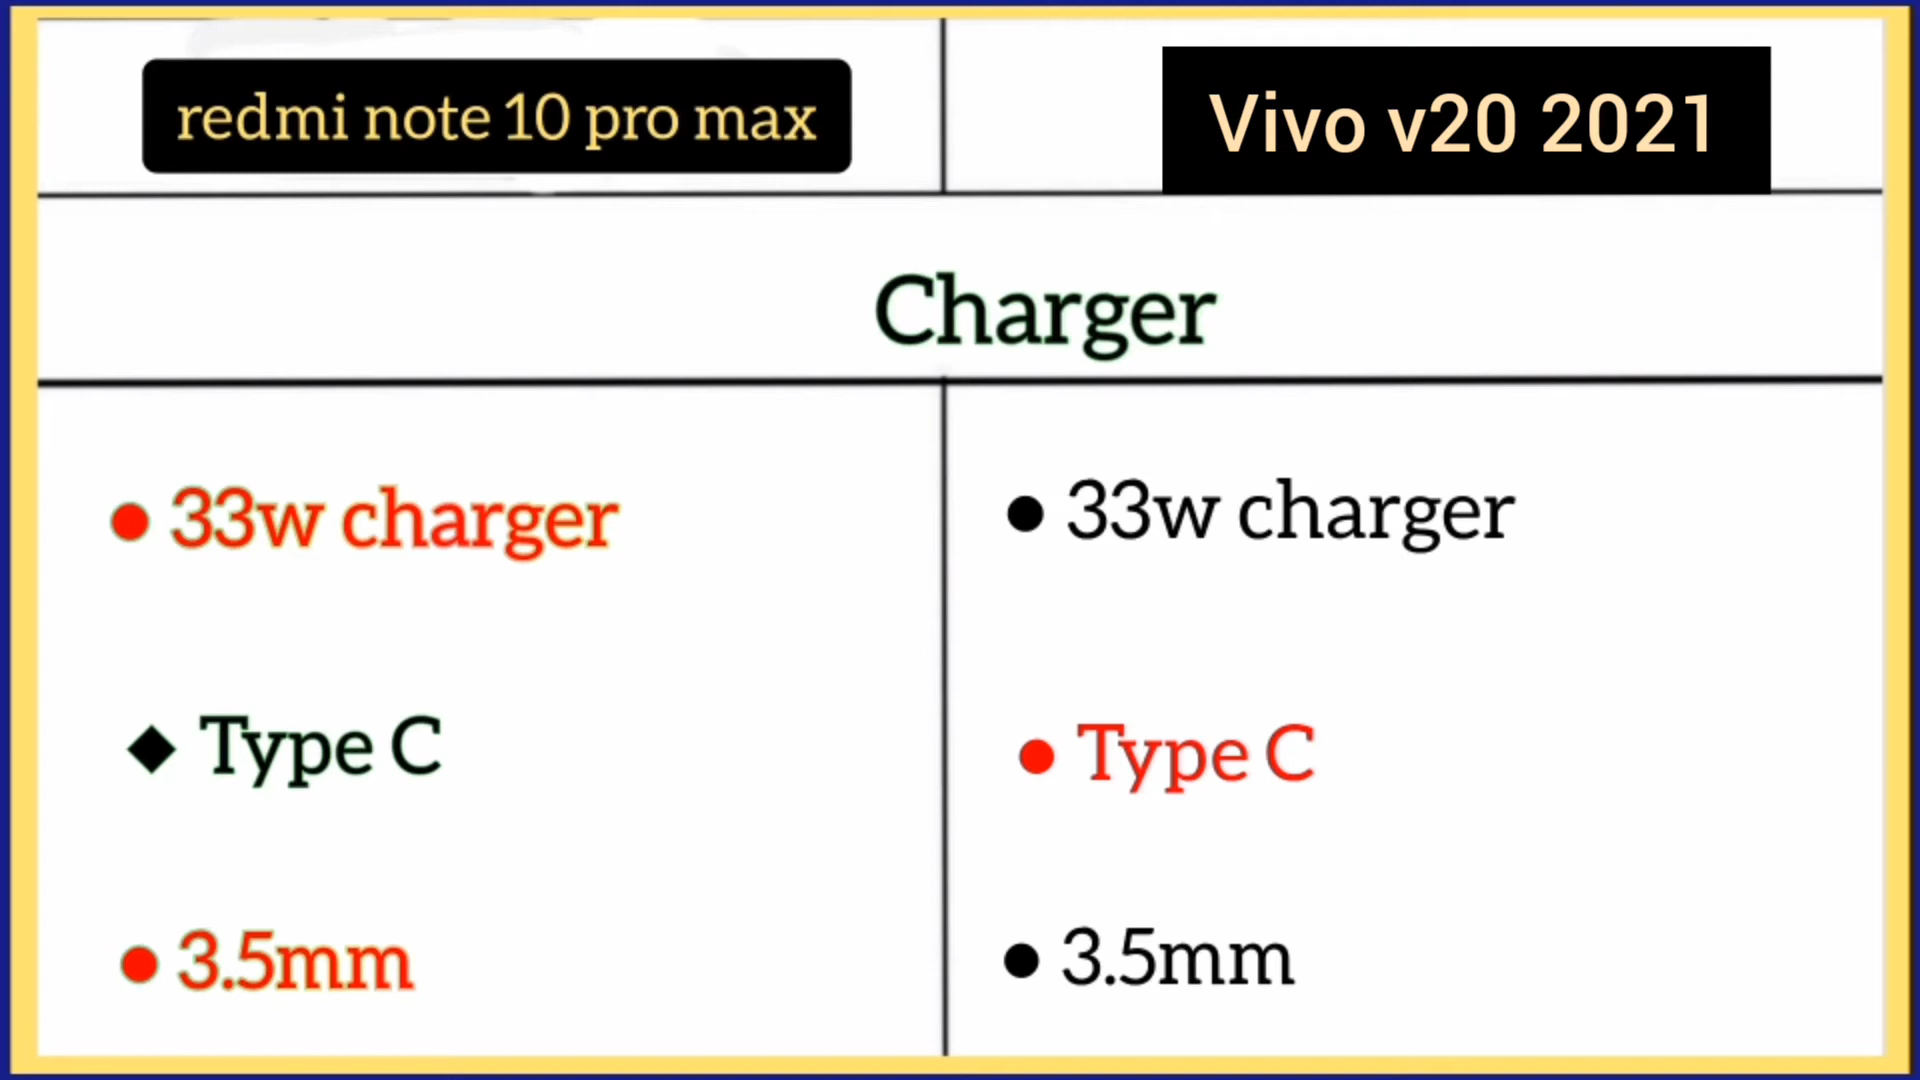 redmi note 10 pro max
Vivo v20 2021
Charger
● 33w charger
● 33w charger
◆ Type C
● Type C
● 3.5mm
● 3.5mm